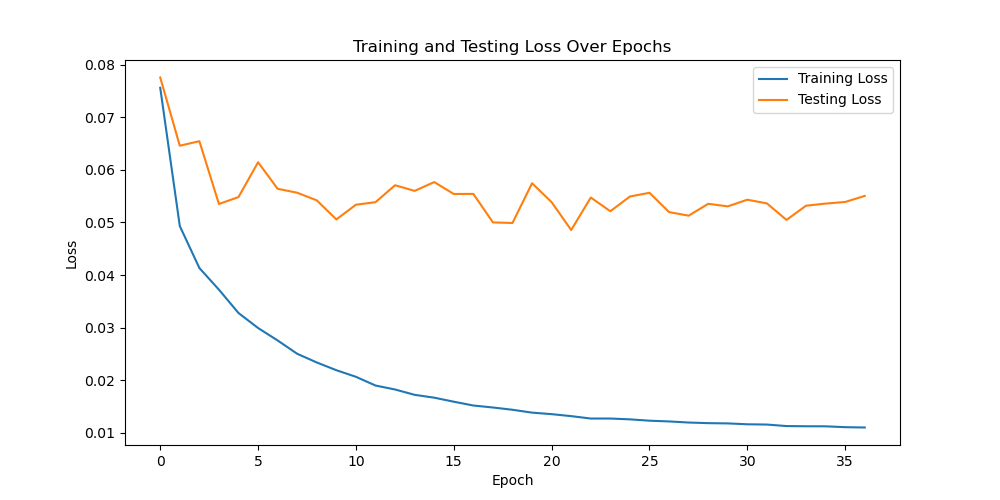 Training and Testing Loss Over Epochs
Training Loss
Testing Loss
0.08
0.07
0.06
0.05
0.04
0.03
0.02
0.01
Loss
0 5 10 15 20 25 30 35
Epoch